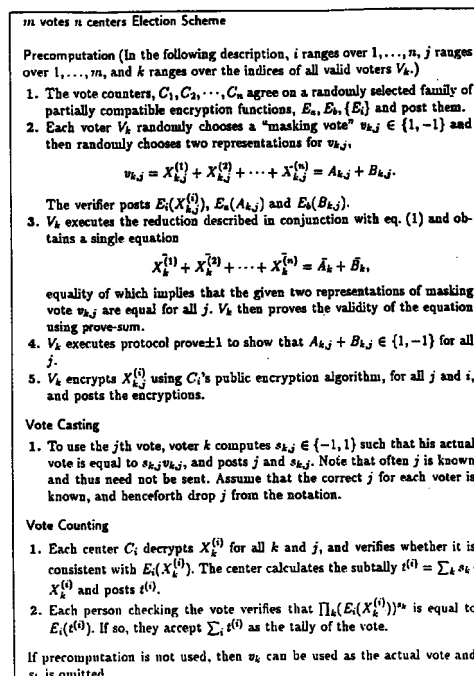 m votes n centers Election Scheme
Precomputation (In the following description, i ranges over 1,...,n, j ranges
over 1,...,m, and k ranges over the indices of all valid voters V_k.)
1. The vote counters, C_1, C_2, ···, C_n agree on a randomly selected family of
partially compatible encryption functions, E_a, E_b, {E_i} and post them.
2. Each voter V_k randomly chooses a "masking vote" v_{k,j} ∈ {1, −1} and
then randomly chooses two representations for v_{k,j},
v_{k,j} = X_{k,j}^{(1)} + X_{k,j}^{(2)} + ··· + X_{k,j}^{(n)} = A_{k,j} + B_{k,j}.
The verifier posts E_i(X_{k,j}^{(i)}), E_a(A_{k,j}) and E_b(B_{k,j}).
3. V_k executes the reduction described in conjunction with eq. (1) and ob-
tains a single equation
X̄_k^{(1)} + X̄_k^{(2)} + ··· + X̄_k^{(n)} = Ā_k + B̄_k,
equality of which implies that the given two representations of masking
vote v_{k,j} are equal for all j. V_k then proves the validity of the equation
using prove-sum.
4. V_k executes protocol prove±1 to show that A_{k,j} + B_{k,j} ∈ {1, −1} for all
j.
5. V_k encrypts X_{k,j}^{(i)} using C_i's public encryption algorithm, for all j and i,
and posts the encryptions.
Vote Casting
1. To use the jth vote, voter k computes s_{k,j} ∈ {−1, 1} such that his actual
vote is equal to s_{k,j}v_{k,j}, and posts j and s_{k,j}. Note that often j is known
and thus need not be sent. Assume that the correct j for each voter is
known, and henceforth drop j from the notation.
Vote Counting
1. Each center C_i decrypts X_k^{(i)} for all k and j, and verifies whether it is
consistent with E_i(X_k^{(i)}). The center calculates the subtally t^{(i)} = ∑_k s_k ·
X_k^{(i)} and posts t^{(i)}.
2. Each person checking the vote verifies that ∏_k(E_i(X_k^{(i)}))^{s_k} is equal to
E_i(t^{(i)}). If so, they accept ∑_i t^{(i)} as the tally of the vote.
If precomputation is not used, then v_k can be used as the actual vote and
s_k is omitted